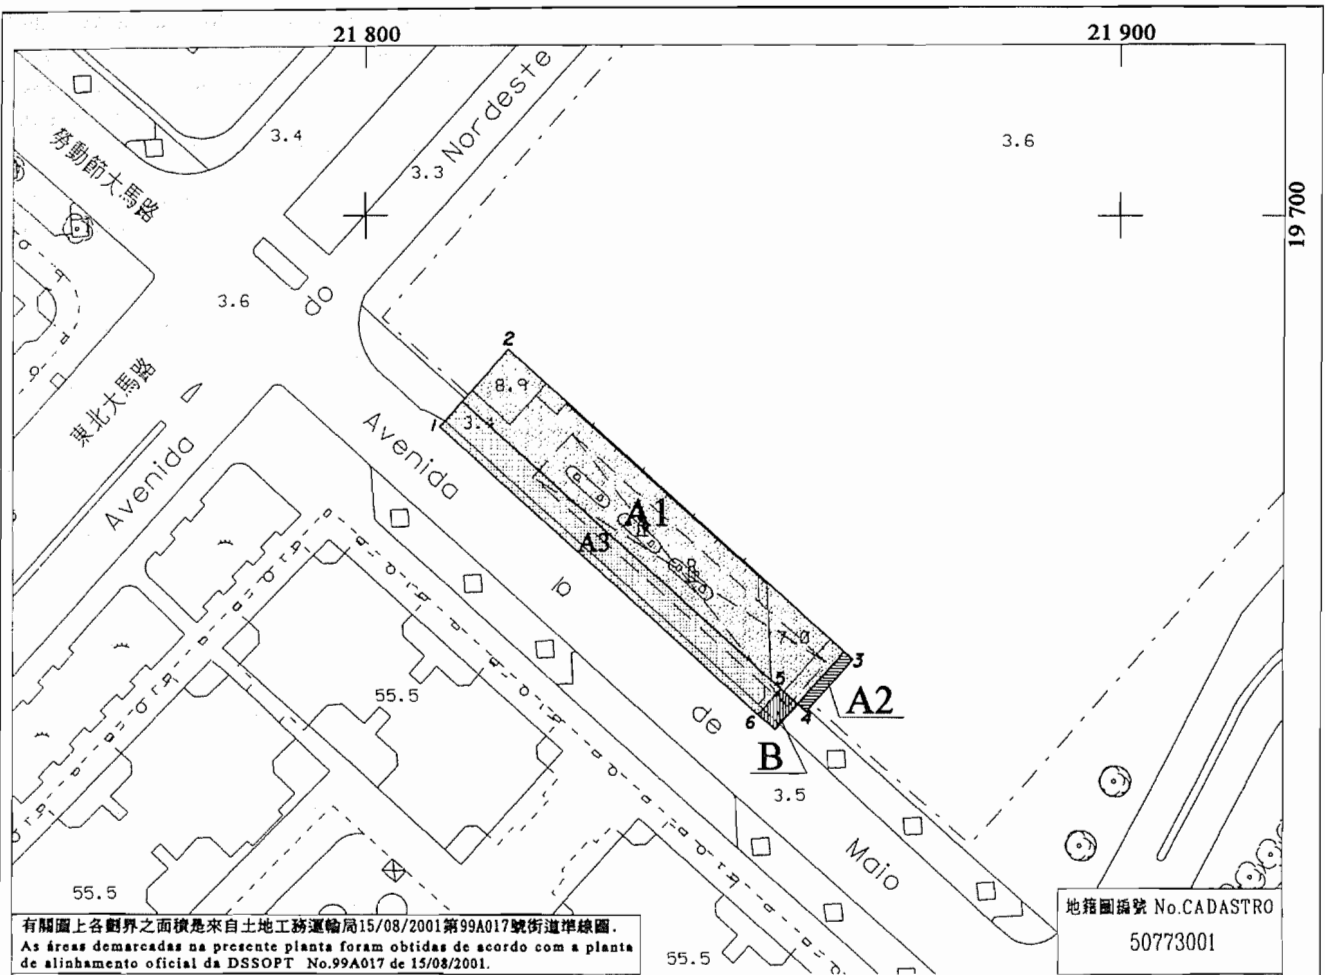 21 800
21 900
19 700
勞動節大馬路
3.4
3.3
Nordeste
3.6
do
3.6
東北大馬路
Avenida
2
8.9
1
3.4
Avenida
A1
A3
1º
7.0
3
5
4
6
A2
B
de
3.5
Maio
55.5
55.5
55.5
有關圖上各劃界之面積是來自土地工務運輸局15/08/2001第99A017號街道準線圖.
As áreas demarcadas na presente planta foram obtidas de acordo com a planta
de alinhamento oficial da DSSOPT No.99A017 de 15/08/2001.
地籍圖編號 No.CADASTRO
50773001